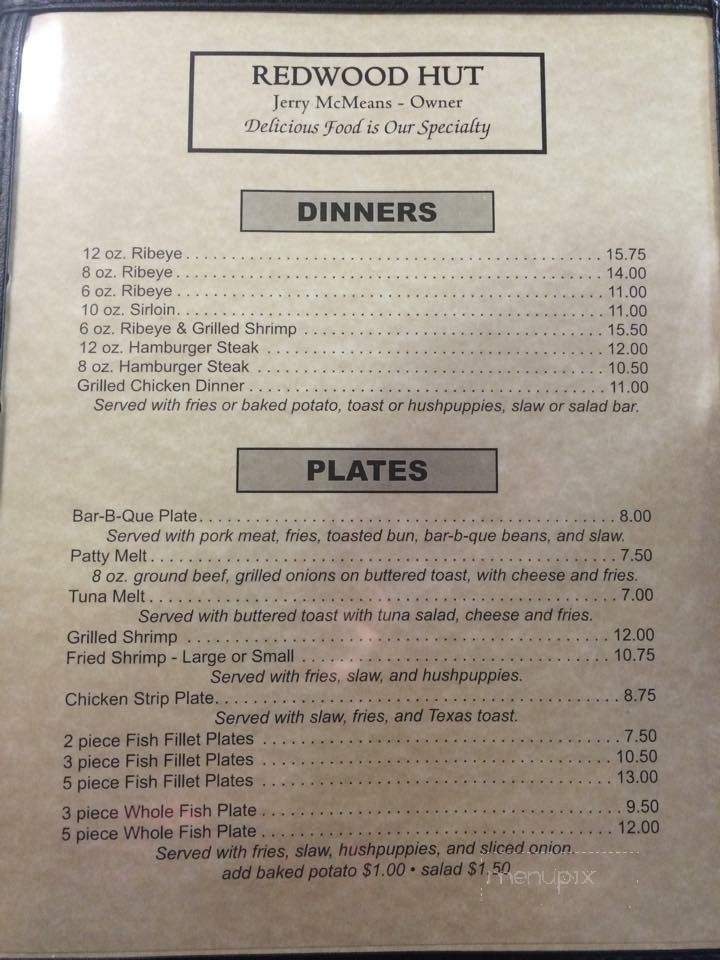 REDWOOD HUT
Jerry McMeans - Owner
Delicious Food is Our Specialty
DINNERS
12 oz. Ribeye 15.75
8 oz. Ribeye 14.00
6 oz. Ribeye 11.00
10 oz. Sirloin 11.00
6 oz. Ribeye & Grilled Shrimp 15.50
12 oz. Hamburger Steak 12.00
8 oz. Hamburger Steak 10.50
Grilled Chicken Dinner 11.00
Served with fries or baked potato, toast or hushpuppies, slaw or salad bar.
PLATES
Bar-B-Que Plate 8.00
Served with pork meat, fries, toasted bun, bar-b-que beans, and slaw.
Patty Melt 7.50
8 oz. ground beef, grilled onions on buttered toast, with cheese and fries.
Tuna Melt 7.00
Served with buttered toast with tuna salad, cheese and fries.
Grilled Shrimp 12.00
Fried Shrimp - Large or Small 10.75
Served with fries, slaw, and hushpuppies.
Chicken Strip Plate 8.75
Served with slaw, fries, and Texas toast.
2 piece Fish Fillet Plates 7.50
3 piece Fish Fillet Plates 10.50
5 piece Fish Fillet Plates 13.00
3 piece Whole Fish Plate 9.50
5 piece Whole Fish Plate 12.00
Served with fries, slaw, hushpuppies, and sliced onion.
add baked potato $1.00 • salad $1.50
menupix